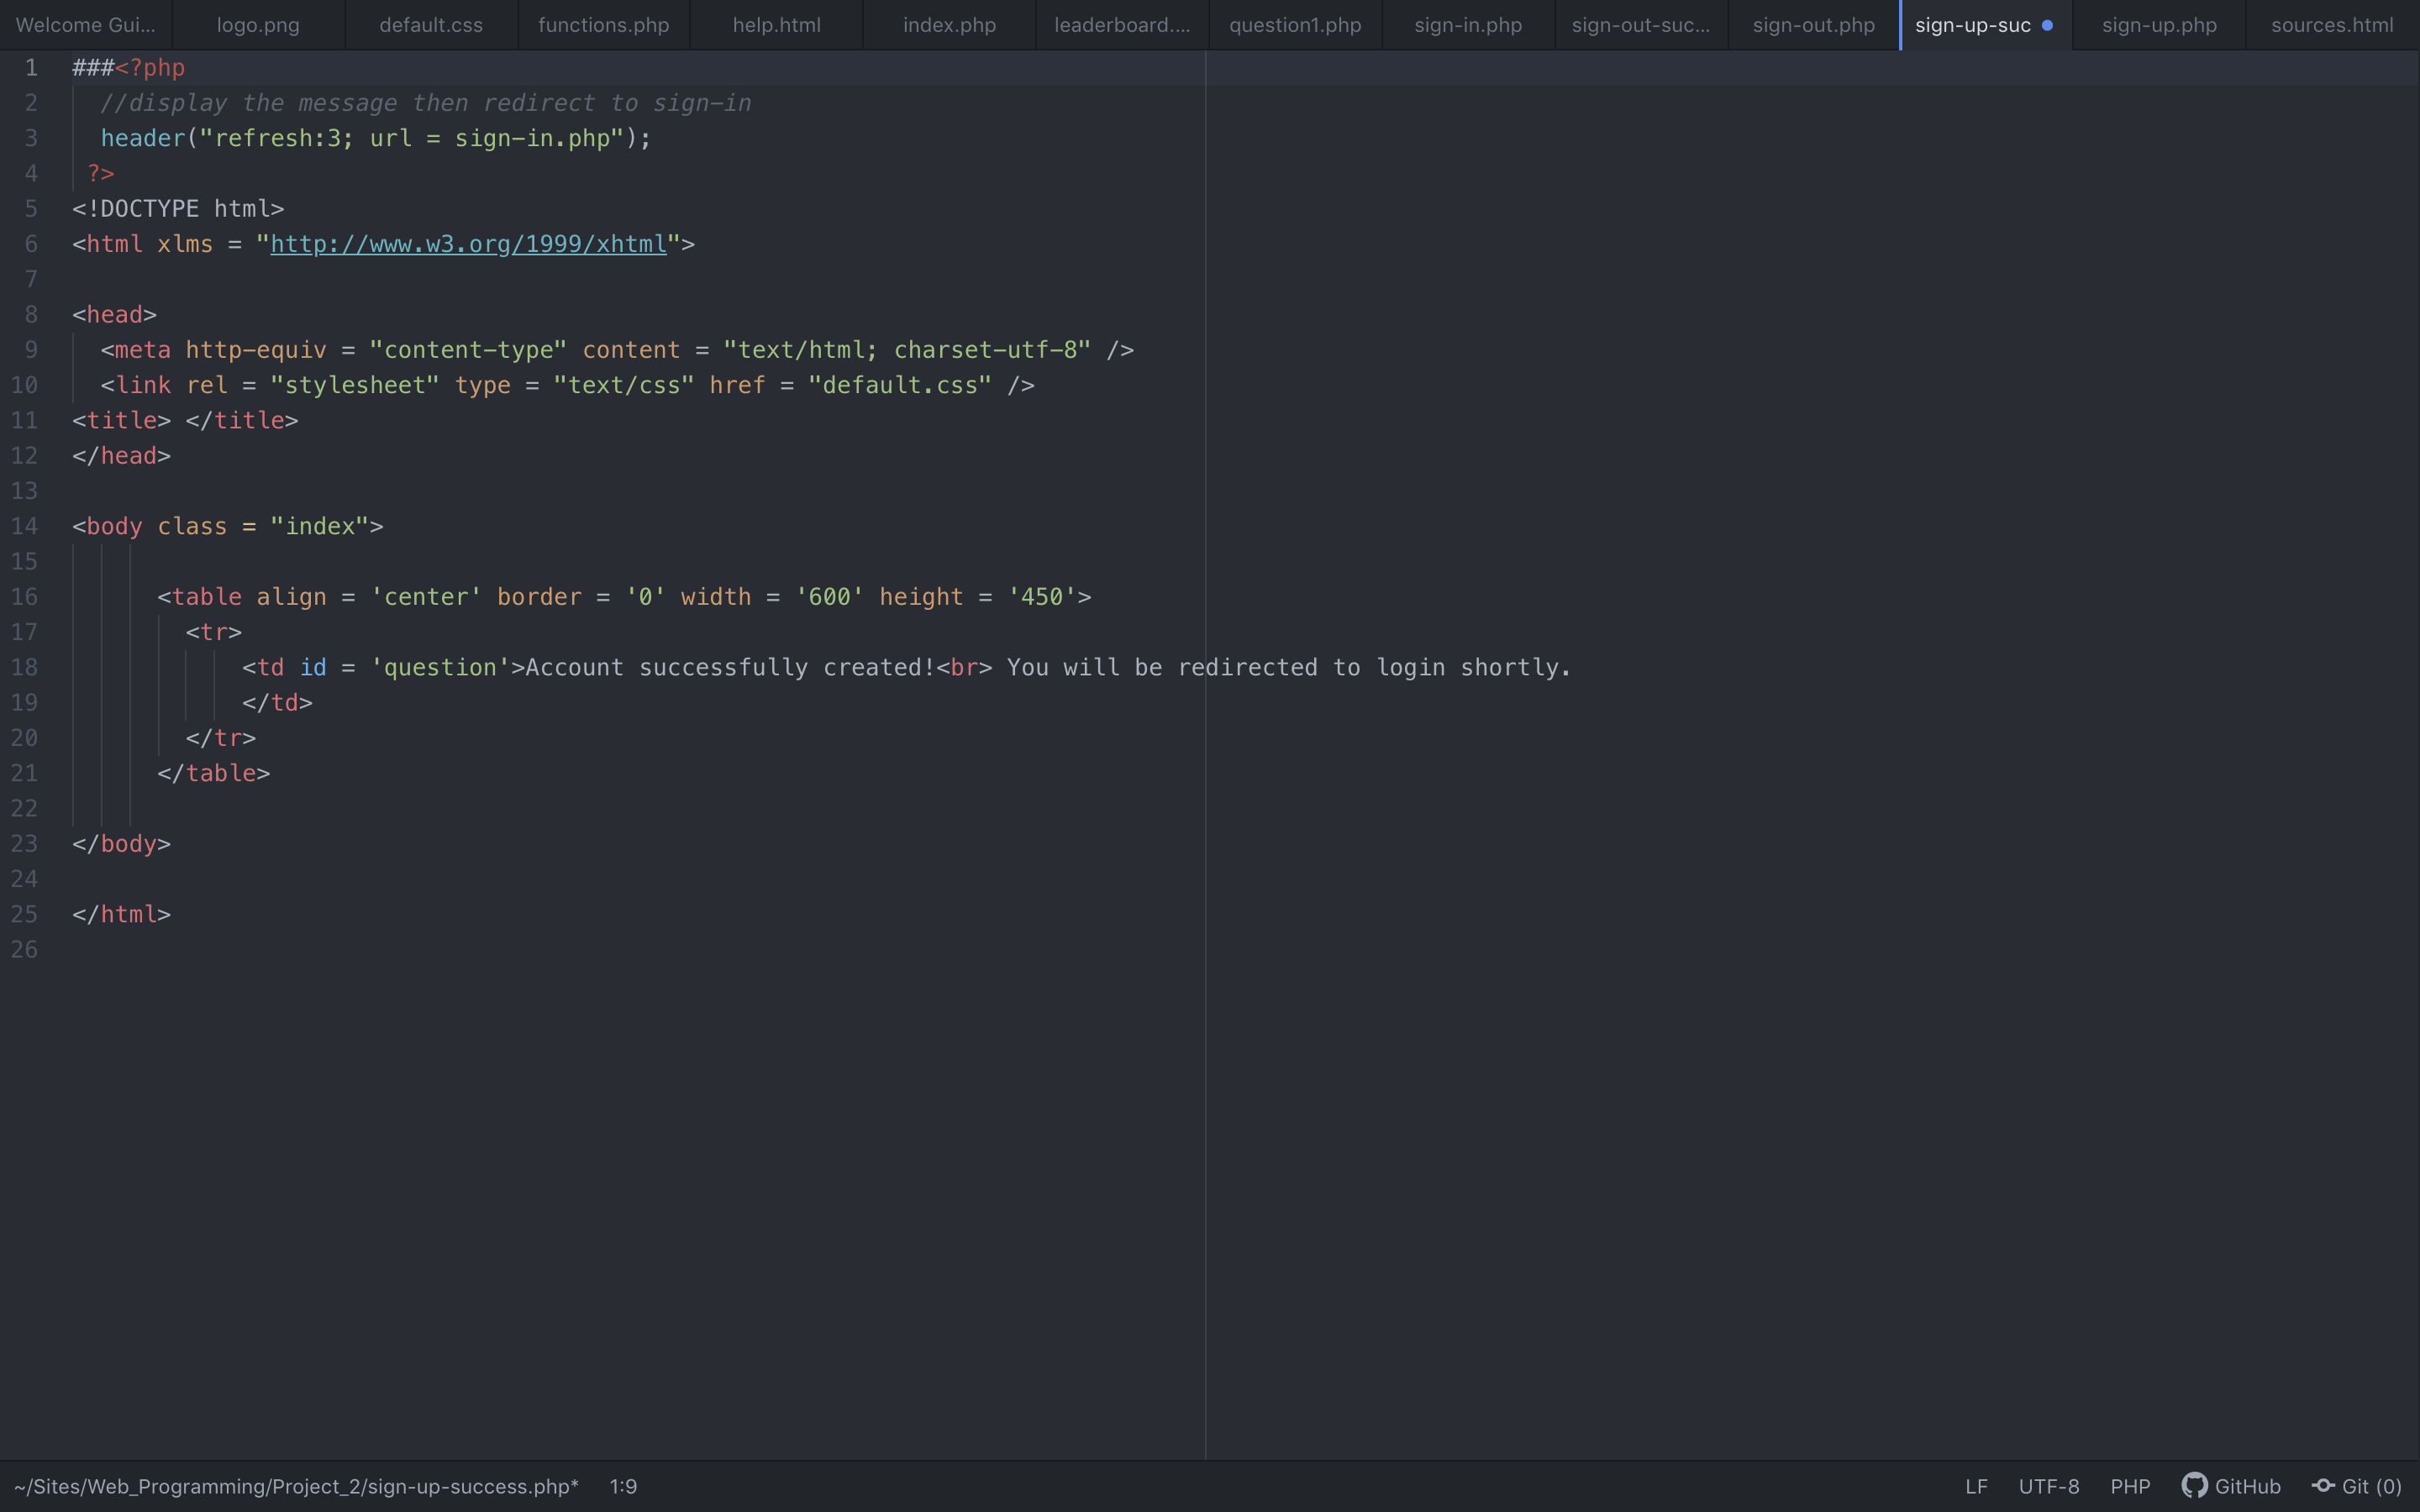 Welcome Gui... logo.png default.css functions.php help.html index.php leaderboard.... question1.php sign-in.php sign-out-suc... sign-out.php sign-up-suc sign-up.php sources.html
1 ###<?php
2 //display the message then redirect to sign-in
3 header("refresh:3; url = sign-in.php");
4 ?>
5 <!DOCTYPE html>
6 <html xlms = "http://www.w3.org/1999/xhtml">
7
8 <head>
9 <meta http-equiv = "content-type" content = "text/html; charset-utf-8" />
10 <link rel = "stylesheet" type = "text/css" href = "default.css" />
11 <title> </title>
12 </head>
13
14 <body class = "index">
15
16 <table align = 'center' border = '0' width = '600' height = '450'>
17 <tr>
18 <td id = 'question'>Account successfully created!<br> You will be redirected to login shortly.
19 </td>
20 </tr>
21 </table>
22
23 </body>
24
25 </html>
26
~/Sites/Web_Programming/Project_2/sign-up-success.php* 1:9 LF UTF-8 PHP GitHub Git (0)